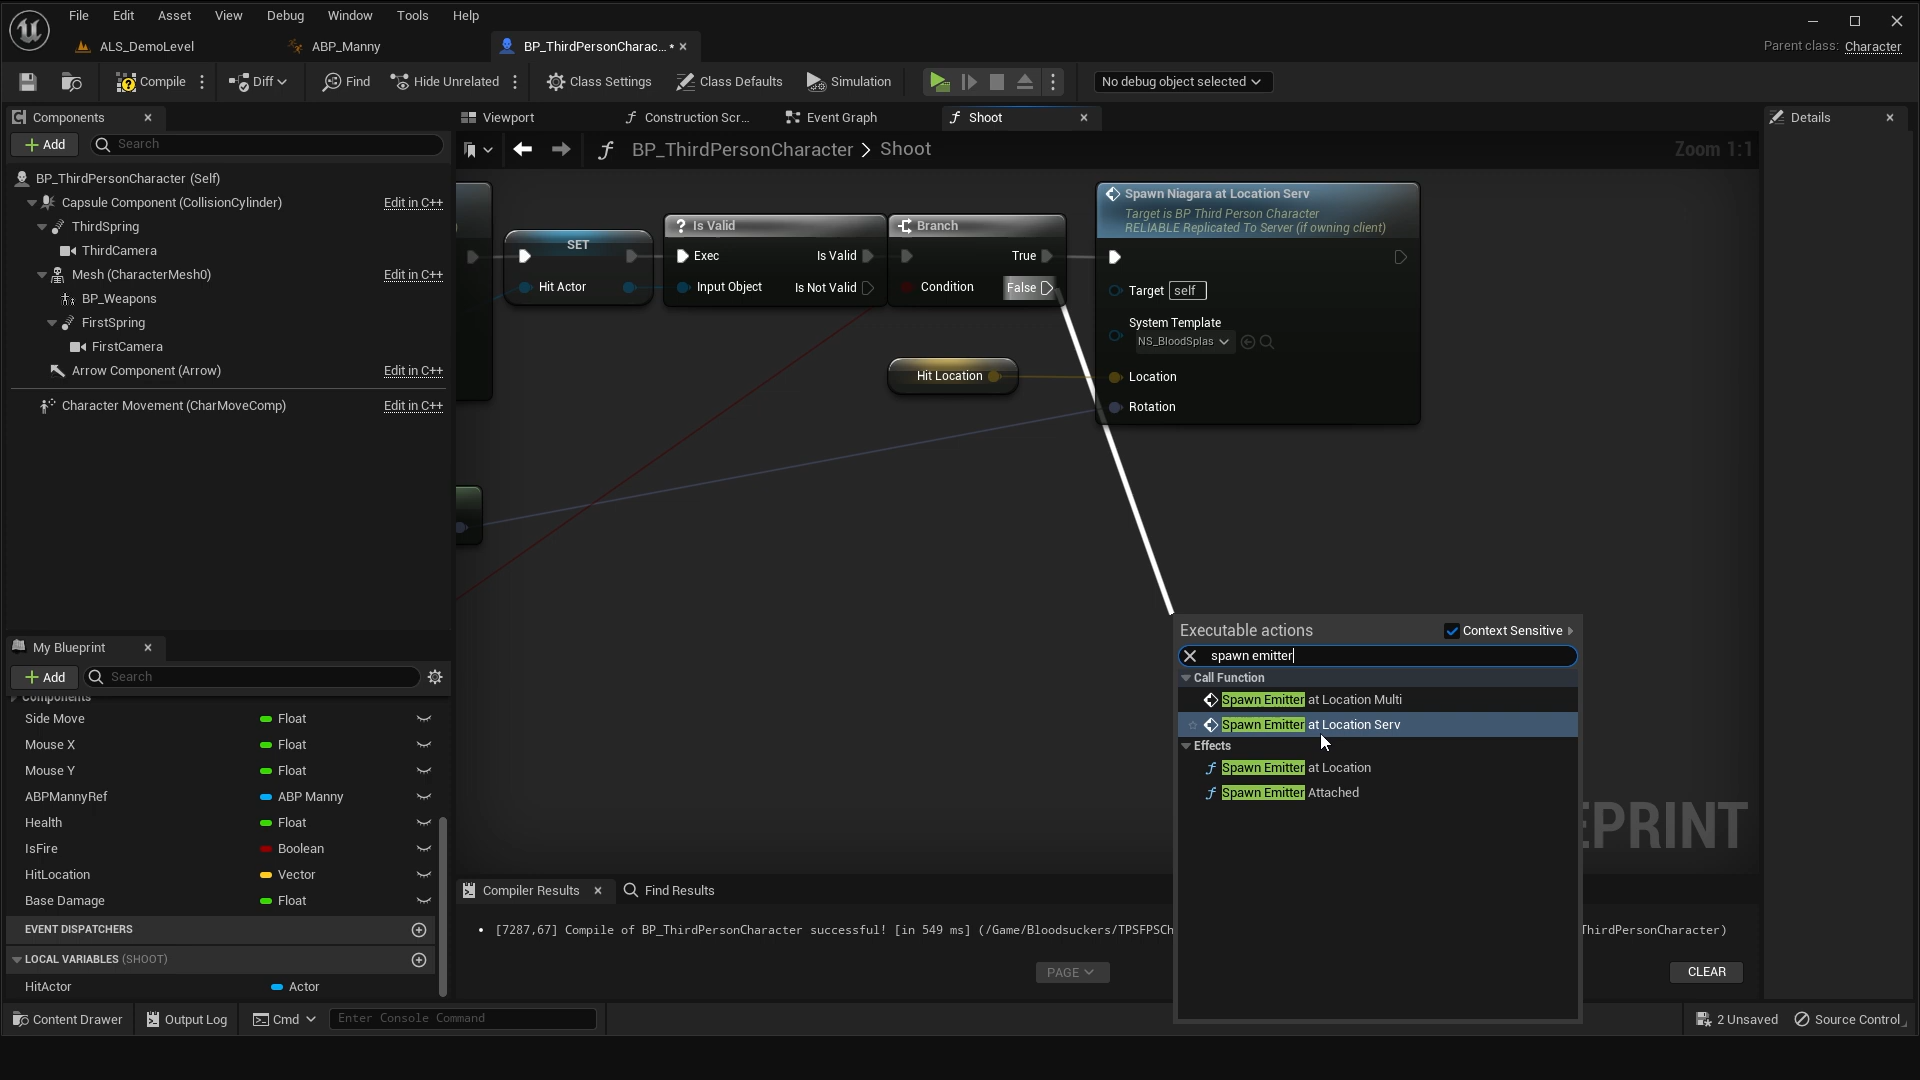 File Edit Asset View Debug Window Tools Help
ALS_DemoLevel ABP_Manny BP_ThirdPersonCharac... • Parent class: Character
Compile Diff Find Hide Unrelated Class Settings Class Defaults Simulation No debug object selected
Components Viewport Construction Scr... Event Graph Shoot Details
Add Search BP_ThirdPersonCharacter > Shoot Zoom 1:1
BP_ThirdPersonCharacter (Self)
Capsule Component (CollisionCylinder) Edit in C++
ThirdSpring
ThirdCamera
Mesh (CharacterMesh0) Edit in C++
BP_Weapons
FirstSpring
FirstCamera
Arrow Component (Arrow) Edit in C++
Character Movement (CharMoveComp) Edit in C++
SET
Hit Actor
? Is Valid
Exec Is Valid
Input Object Is Not Valid
Branch
True
Condition False
Hit Location
Spawn Niagara at Location Serv
Target is BP Third Person Character
RELIABLE Replicated To Server (if owning client)
Target self
System Template
NS_BloodSplas
Location
Rotation
Executable actions Context Sensitive
spawn emitter
Call Function
Spawn Emitter at Location Multi
Spawn Emitter at Location Serv
Effects
Spawn Emitter at Location
Spawn Emitter Attached
My Blueprint
Add Search
Components
Side Move Float
Mouse X Float
Mouse Y Float
ABPMannyRef ABP Manny
Health Float
IsFire Boolean
HitLocation Vector
Base Damage Float
EVENT DISPATCHERS
LOCAL VARIABLES (SHOOT)
HitActor Actor
Compiler Results Find Results
• [7287,67] Compile of BP_ThirdPersonCharacter successful! [in 549 ms] (/Game/Bloodsuckers/TPSFPSCh ThirdPersonCharacter)
PAGE CLEAR
Content Drawer Output Log Cmd Enter Console Command 2 Unsaved Source Control